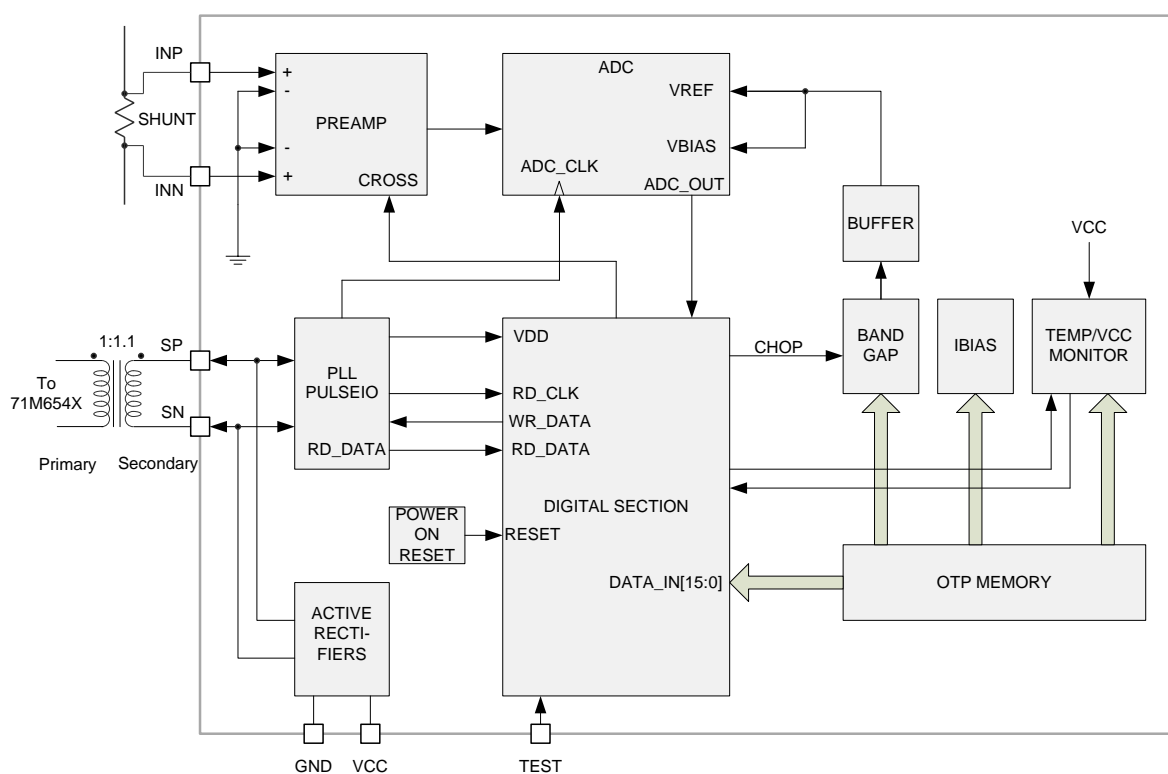 INP
SHUNT
INN
+
-
-
+
PREAMP
CROSS
ADC
VREF
VBIAS
ADC_CLK
ADC_OUT
BUFFER
VCC
1:1.1
SP
SN
To
71M654X
Primary
Secondary
PLL
PULSEIO
RD_DATA
VDD
RD_CLK
WR_DATA
RD_DATA
DIGITAL SECTION
RESET
DATA_IN[15:0]
CHOP
BAND
GAP
IBIAS
TEMP/VCC
MONITOR
POWER
ON
RESET
OTP MEMORY
ACTIVE
RECTI-
FIERS
GND
VCC
TEST